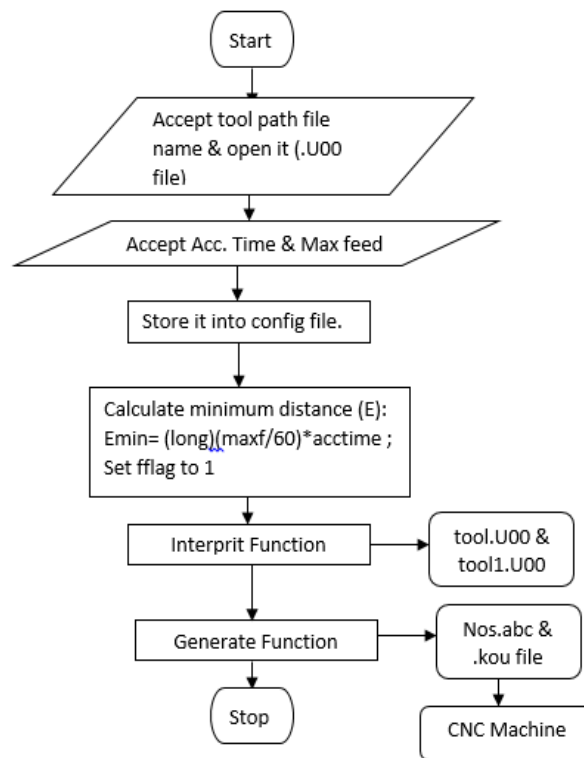 Start
Accept tool path file
name & open it (.U00
file)
Accept Acc. Time & Max feed
Store it into config file.
Calculate minimum distance (E):
Emin= (long)(maxf/60)*acctime ;
Set fflag to 1
Interprit Function
tool.U00 &
tool1.U00
Generate Function
Nos.abc &
.kou file
Stop
CNC Machine